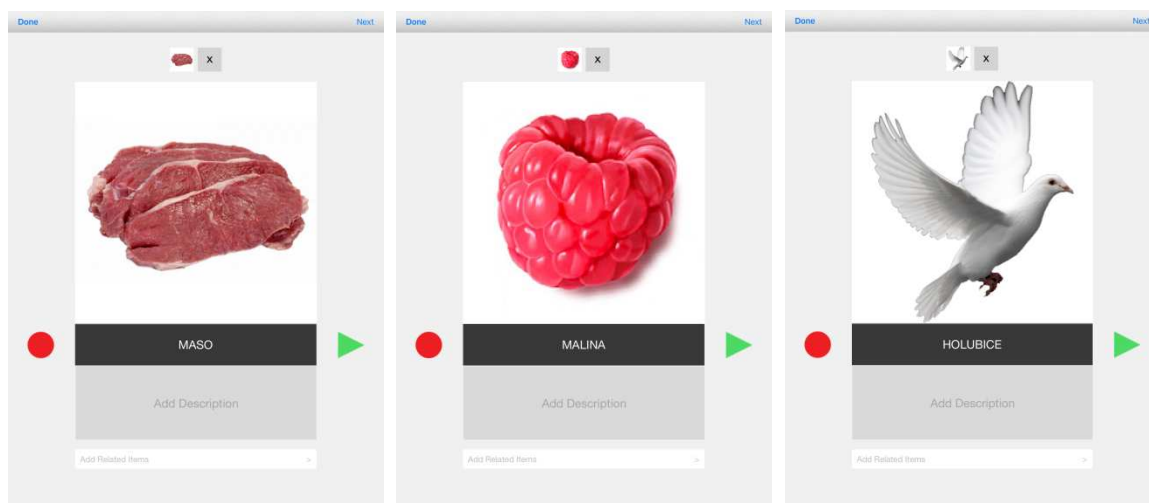 Done Next
X
MASO
Add Description
Add Related Items >
Done Next
X
MALINA
Add Description
Add Related Items >
Done Next
X
HOLUBICE
Add Description
Add Related Items >